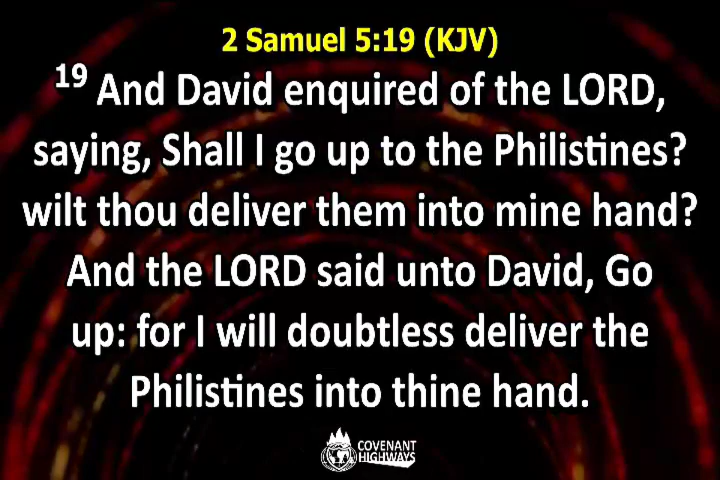 2 Samuel 5:19 (KJV)
19 And David enquired of the LORD,
saying, Shall I go up to the Philistines?
wilt thou deliver them into mine hand?
And the LORD said unto David, Go
up: for I will doubtless deliver the
Philistines into thine hand.
COVENANT
HIGHWAYS